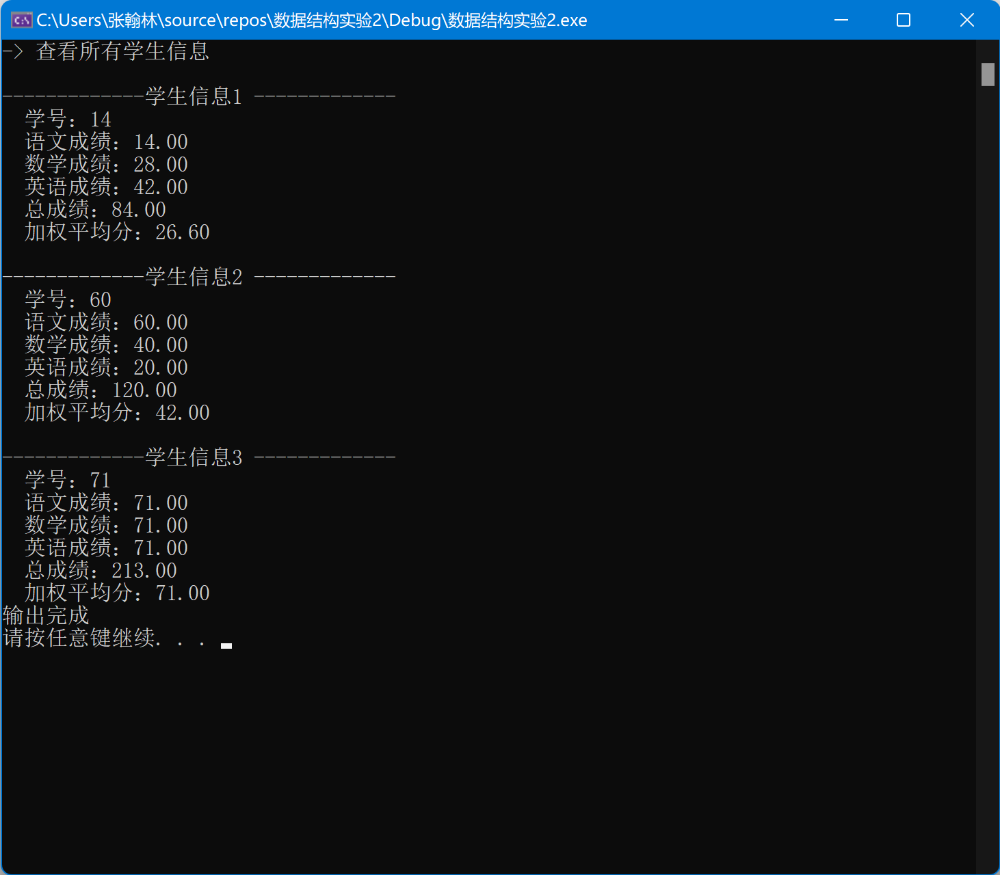 C:\Users\张翰林\source\repos\数据结构实验2\Debug\数据结构实验2.exe
-> 查看所有学生信息
-------------学生信息1 -------------
学号：14
语文成绩：14.00
数学成绩：28.00
英语成绩：42.00
总成绩：84.00
加权平均分：26.60
-------------学生信息2 -------------
学号：60
语文成绩：60.00
数学成绩：40.00
英语成绩：20.00
总成绩：120.00
加权平均分：42.00
-------------学生信息3 -------------
学号：71
语文成绩：71.00
数学成绩：71.00
英语成绩：71.00
总成绩：213.00
加权平均分：71.00
输出完成
请按任意键继续. . .